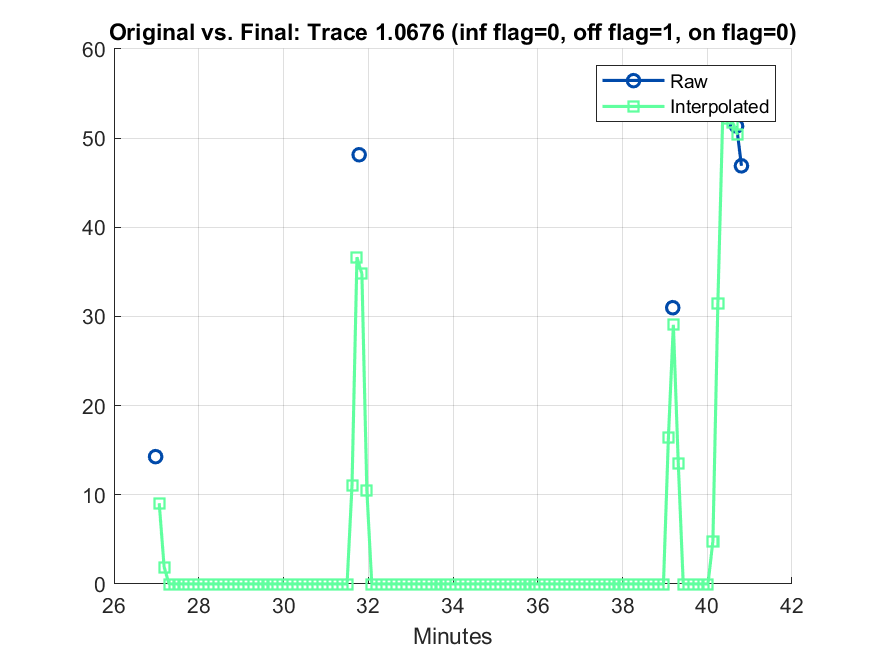 Original vs. Final: Trace 1.0676 (inf flag=0, off flag=1, on flag=0)
60
50
40
30
20
10
0
Raw
Interpolated
26 28 30 32 34 36 38 40 42
Minutes